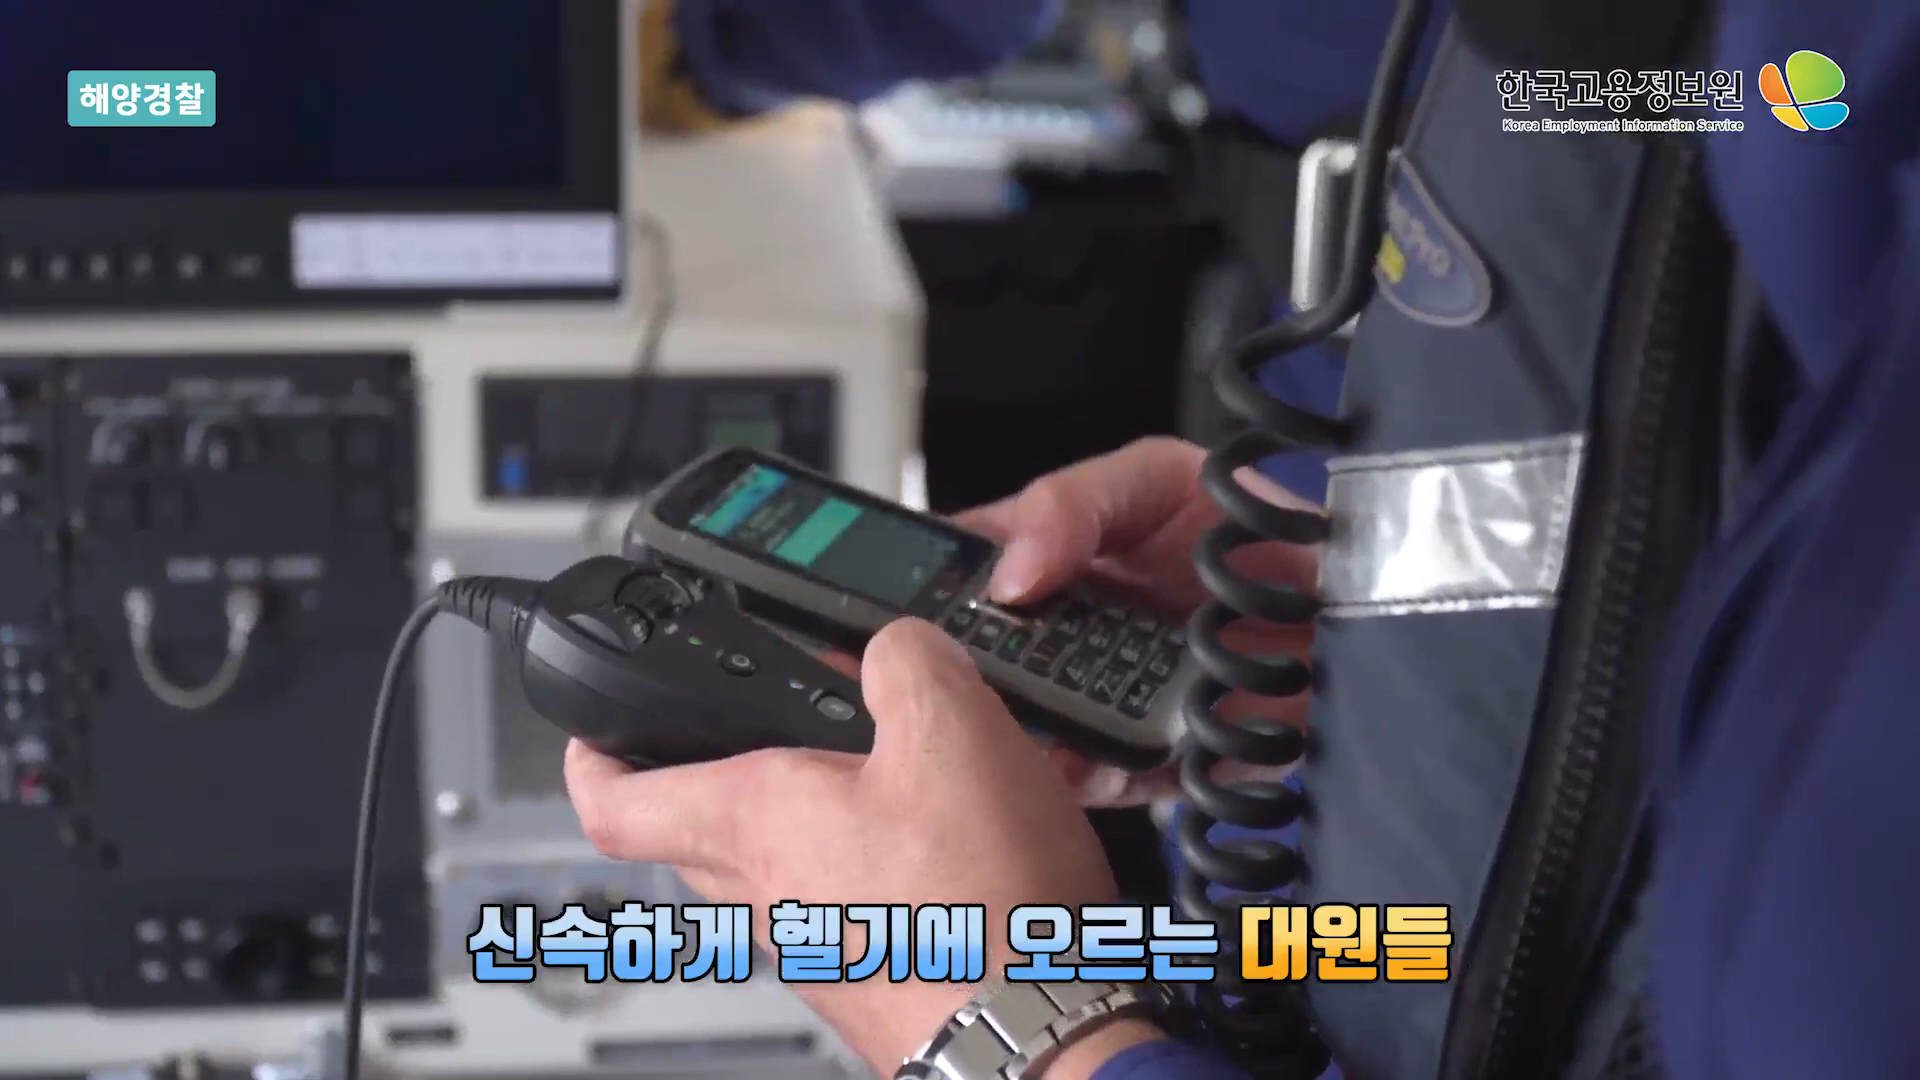 해양경찰
한국고용정보원
Korea Employment Information Service
신속하게 헬기에 오르는 대원들